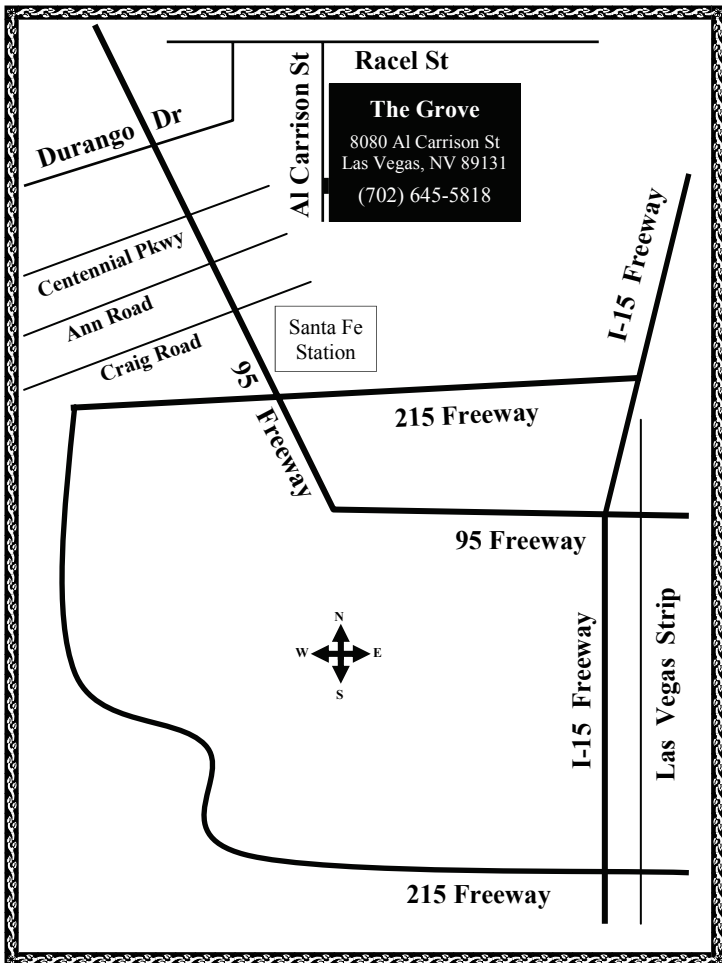 Racel St
Al Carrison St
The Grove
8080 Al Carrison St
Las Vegas, NV 89131
(702) 645-5818
Durango Dr
Centennial Pkwy
Ann Road
Craig Road
Santa Fe
Station
I-15 Freeway
95 Freeway
215 Freeway
95 Freeway
N
W
E
S
I-15 Freeway
Las Vegas Strip
215 Freeway